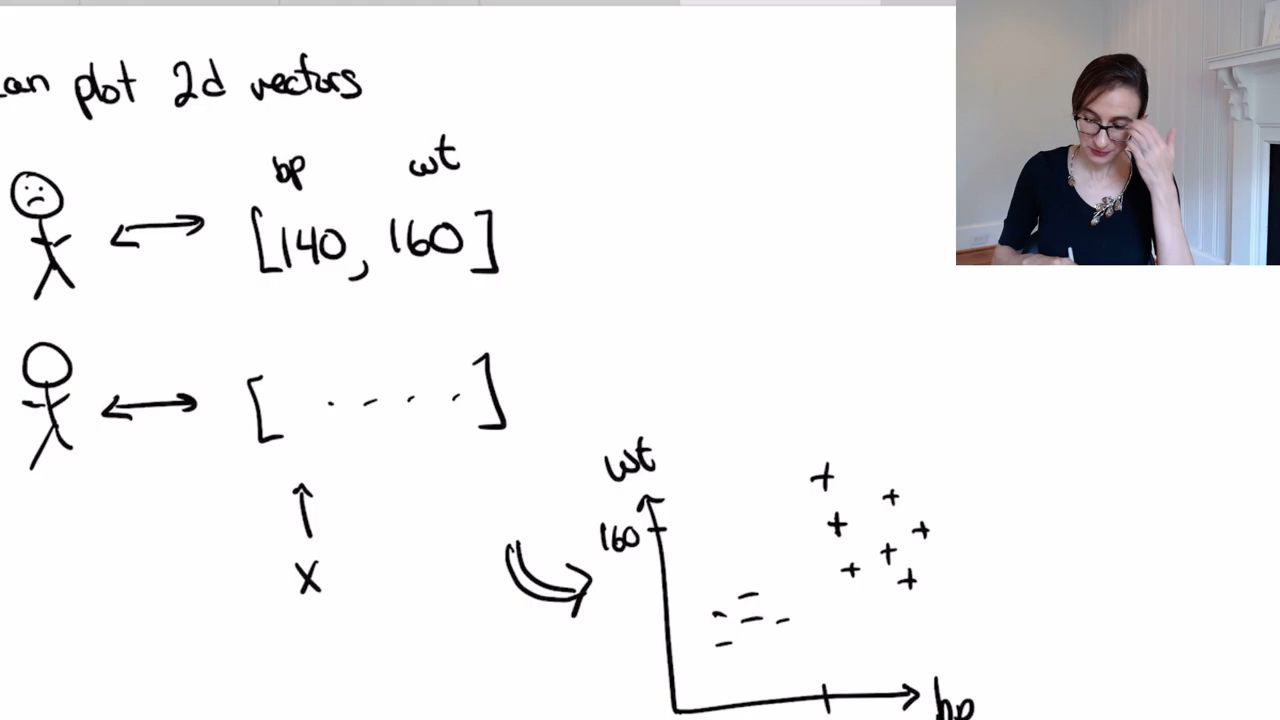 an plot 2d vectors
bp wt
[140, 160]
[ . - . - ]
x
wt
160
+ + + + + + +
- - - - -
bp